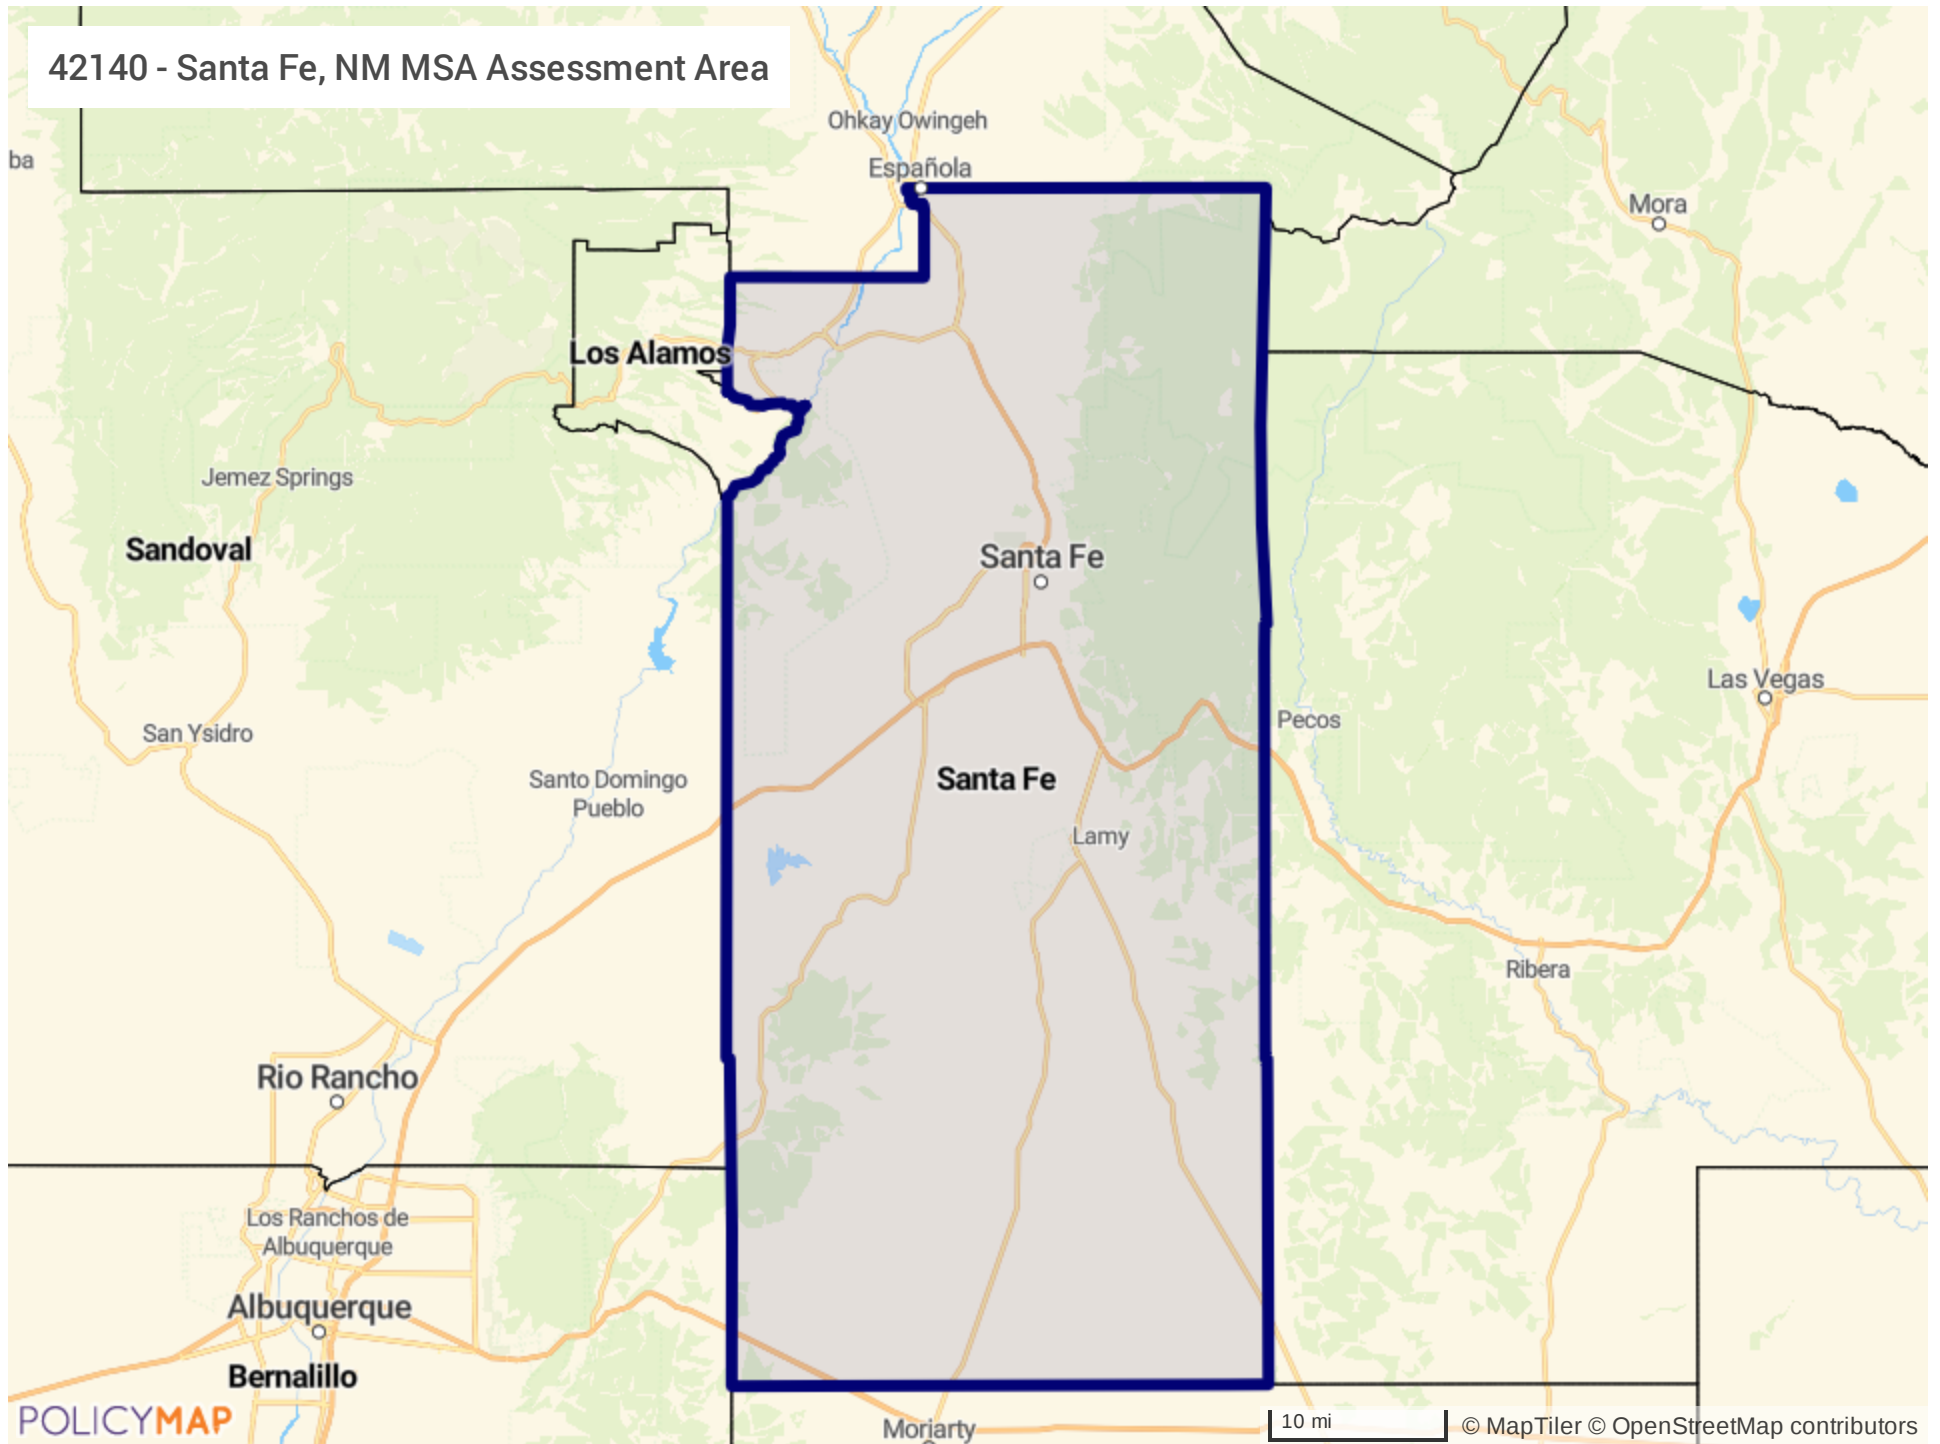 42140 - Santa Fe, NM MSA Assessment Area
Ohkay Owingeh
ba
Española
Mora
Los Alamos
Jemez Springs
Sandoval
Santa Fe
Las Vegas
Pecos
San Ysidro
Santo Domingo
Pueblo
Santa Fe
Lamy
Ribera
Rio Rancho
Los Ranchos de
Albuquerque
Albuquerque
Bernalillo
POLICYMAP
Moriarty
10 mi
© MapTiler © OpenStreetMap contributors